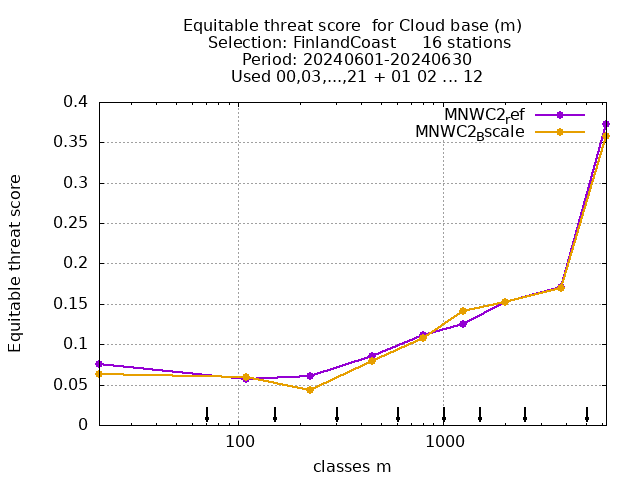 Equitable threat score  for Cloud base (m)
Selection: FinlandCoast     16 stations
Period: 20240601-20240630
Used 00,03,...,21 + 01 02 ... 12
MNWC2_ref
MNWC2_Bscale
0.4
0.35
0.3
0.25
0.2
0.15
0.1
0.05
0
Equitable threat score
100
1000
classes m